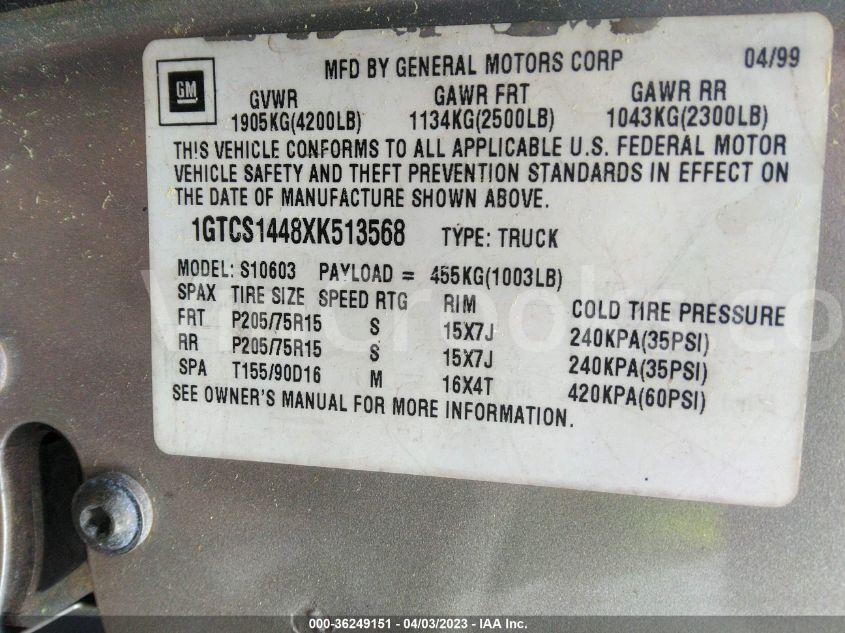 MFD BY GENERAL MOTORS CORP 04/99
GM
GVWR GAWR FRT GAWR RR
1905KG(4200LB) 1134KG(2500LB) 1043KG(2300LB)
THIS VEHICLE CONFORMS TO ALL APPLICABLE U.S. FEDERAL MOTOR
VEHICLE SAFETY AND THEFT PREVENTION STANDARDS IN EFFECT ON
THE DATE OF MANUFACTURE SHOWN ABOVE.
1GTCS1448XK513568 TYPE: TRUCK
MODEL: S10603 PAYLOAD = 455KG(1003LB)
SPAX TIRE SIZE SPEED RTG RIM COLD TIRE PRESSURE
FRT P205/75R15 S 15X7J 240KPA(35PSI)
RR P205/75R15 S 15X7J 240KPA(35PSI)
SPA T155/90D16 M 16X4T 420KPA(60PSI)
SEE OWNER'S MANUAL FOR MORE INFORMATION.
000-36249151 - 04/03/2023 - IAA Inc.